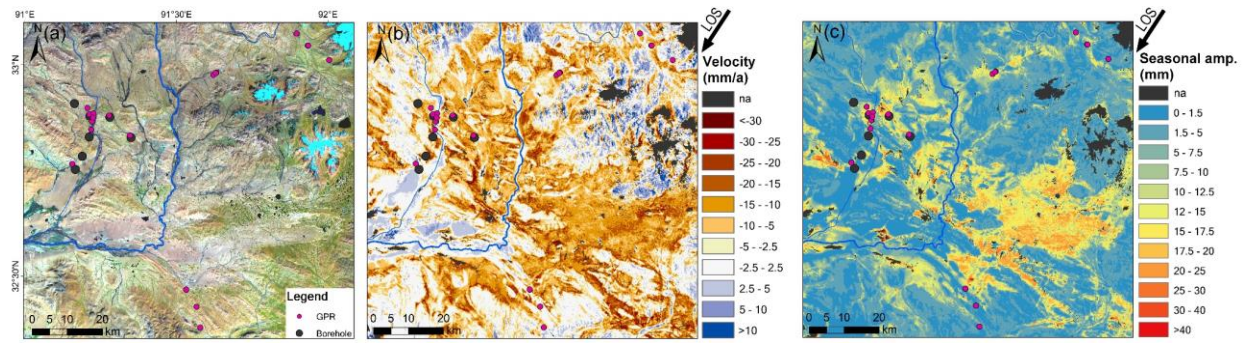 91°E
91°30'E
92°E
33°N
32°30'N
N
(a)
Legend
GPR
Borehole
0 5 10 20
km
N
(b)
0 5 10 20
km
LOS
Velocity
(mm/a)
na
<-30
-30 - -25
-25 - -20
-20 - -15
-15 - -10
-10 - -5
-5 - -2.5
-2.5 - 2.5
2.5 - 5
5 - 10
>10
N
(c)
0 5 10 20
km
LOS
Seasonal amp.
(mm)
na
0 - 1.5
1.5 - 5
5 - 7.5
7.5 - 10
10 - 12.5
12 - 15
15 - 17.5
17.5 - 20
20 - 25
25 - 30
30 - 40
>40